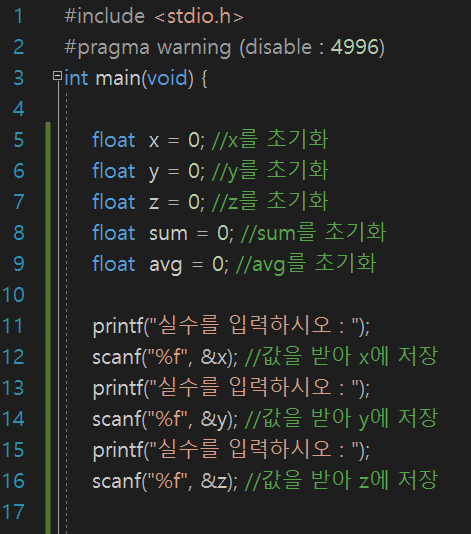 1 #include <stdio.h>
2 #pragma warning (disable : 4996)
3 int main(void) {
4
5 float x = 0; //x를 초기화
6 float y = 0; //y를 초기화
7 float z = 0; //z를 초기화
8 float sum = 0; //sum를 초기화
9 float avg = 0; //avg를 초기화
10
11 printf("실수를 입력하시오 : ");
12 scanf("%f", &x); //값을 받아 x에 저장
13 printf("실수를 입력하시오 : ");
14 scanf("%f", &y); //값을 받아 y에 저장
15 printf("실수를 입력하시오 : ");
16 scanf("%f", &z); //값을 받아 z에 저장
17